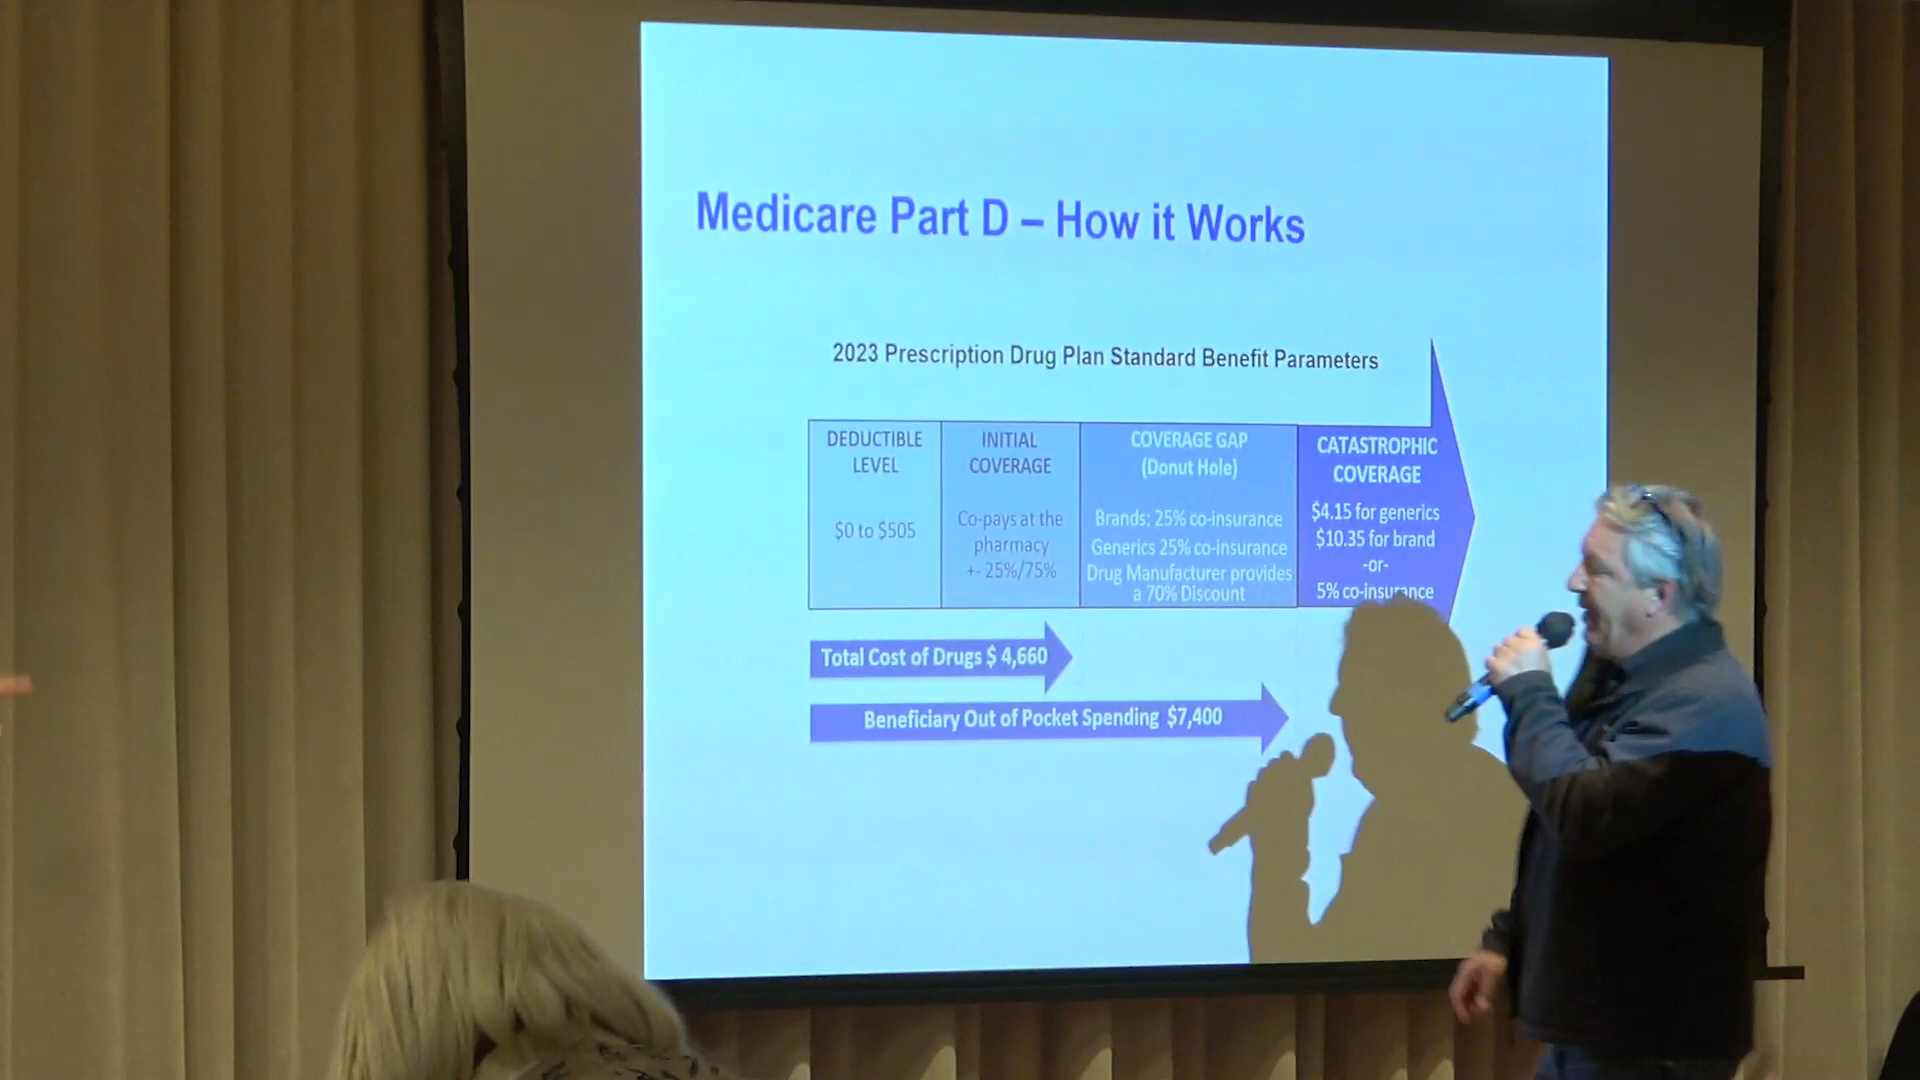 Medicare Part D – How it Works
2023 Prescription Drug Plan Standard Benefit Parameters
DEDUCTIBLE
LEVEL
$0 to $505
INITIAL
COVERAGE
Co-pays at the
pharmacy
+- 25%/75%
COVERAGE GAP
(Donut Hole)
Brands: 25% co-insurance
Generics 25% co-insurance
Drug Manufacturer provides
a 70% Discount
CATASTROPHIC
COVERAGE
$4.15 for generics
$10.35 for brand
-or-
5% co-insurance
Total Cost of Drugs $ 4,660
Beneficiary Out of Pocket Spending $7,400